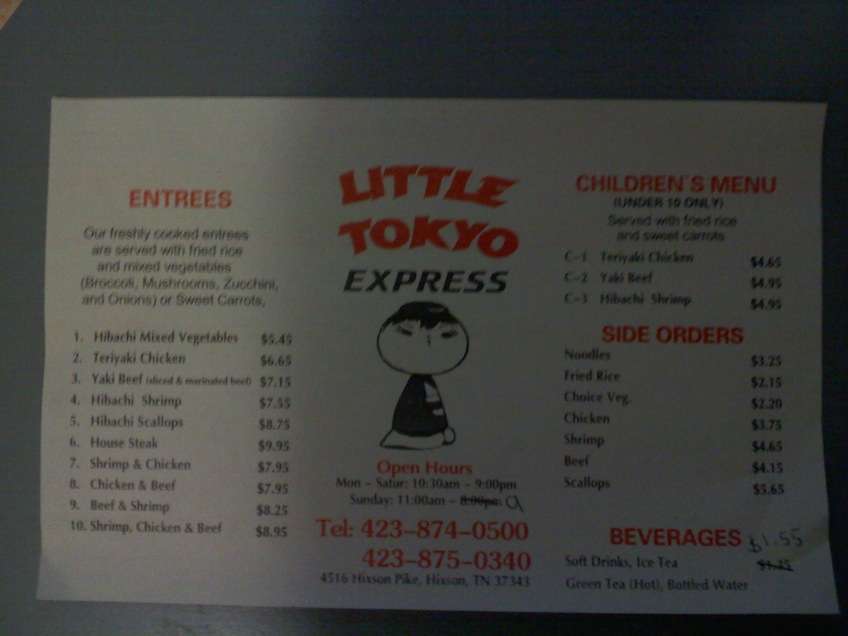 ENTREES
Our freshly cooked entrees
are served with fried rice
and mixed vegetables
(Broccoli, Mushrooms, Zucchini,
and Onions) or Sweet Carrots.
1. Hibachi Mixed Vegetables $5.45
2. Teriyaki Chicken $6.65
3. Yaki Beef (sliced & marinated beef) $7.15
4. Hibachi Shrimp $7.55
5. Hibachi Scallops $8.75
6. House Steak $9.95
7. Shrimp & Chicken $7.95
8. Chicken & Beef $7.95
9. Beef & Shrimp $8.25
10. Shrimp, Chicken & Beef $8.95
LITTLE
TOKYO
EXPRESS
Open Hours
Mon - Satur: 10:30am - 9:00pm
Sunday: 11:00am - 8:00pm 9
Tel: 423-874-0500
423-875-0340
4516 Hixson Pike, Hixson, TN 37343
CHILDREN'S MENU
(UNDER 10 ONLY)
Served with fried rice
and sweet carrots
C-1 Teriyaki Chicken $4.65
C-2 Yaki Beef $4.95
C-3 Hibachi Shrimp $4.95
SIDE ORDERS
Noodles $3.25
Fried Rice $2.15
Choice Veg. $2.20
Chicken $3.75
Shrimp $4.65
Beef $4.15
Scallops $5.65
BEVERAGES $1.55
Soft Drinks, Ice Tea
Green Tea (Hot), Bottled Water